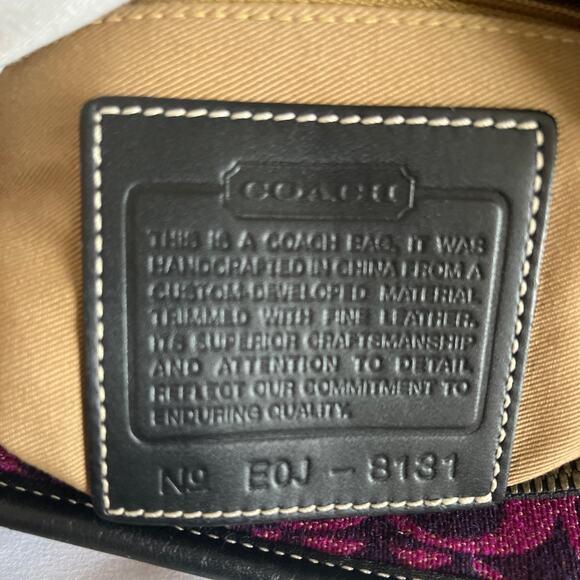 COACH
THIS IS A COACH BAG. IT WAS
HANDCRAFTED IN CHINA FROM A
CUSTOM-DEVELOPED MATERIAL
TRIMMED WITH FINE LEATHER.
ITS SUPERIOR CRAFTSMANSHIP
AND ATTENTION TO DETAIL
REFLECT OUR COMMITMENT TO
ENDURING QUALITY.
No E0J - 8131